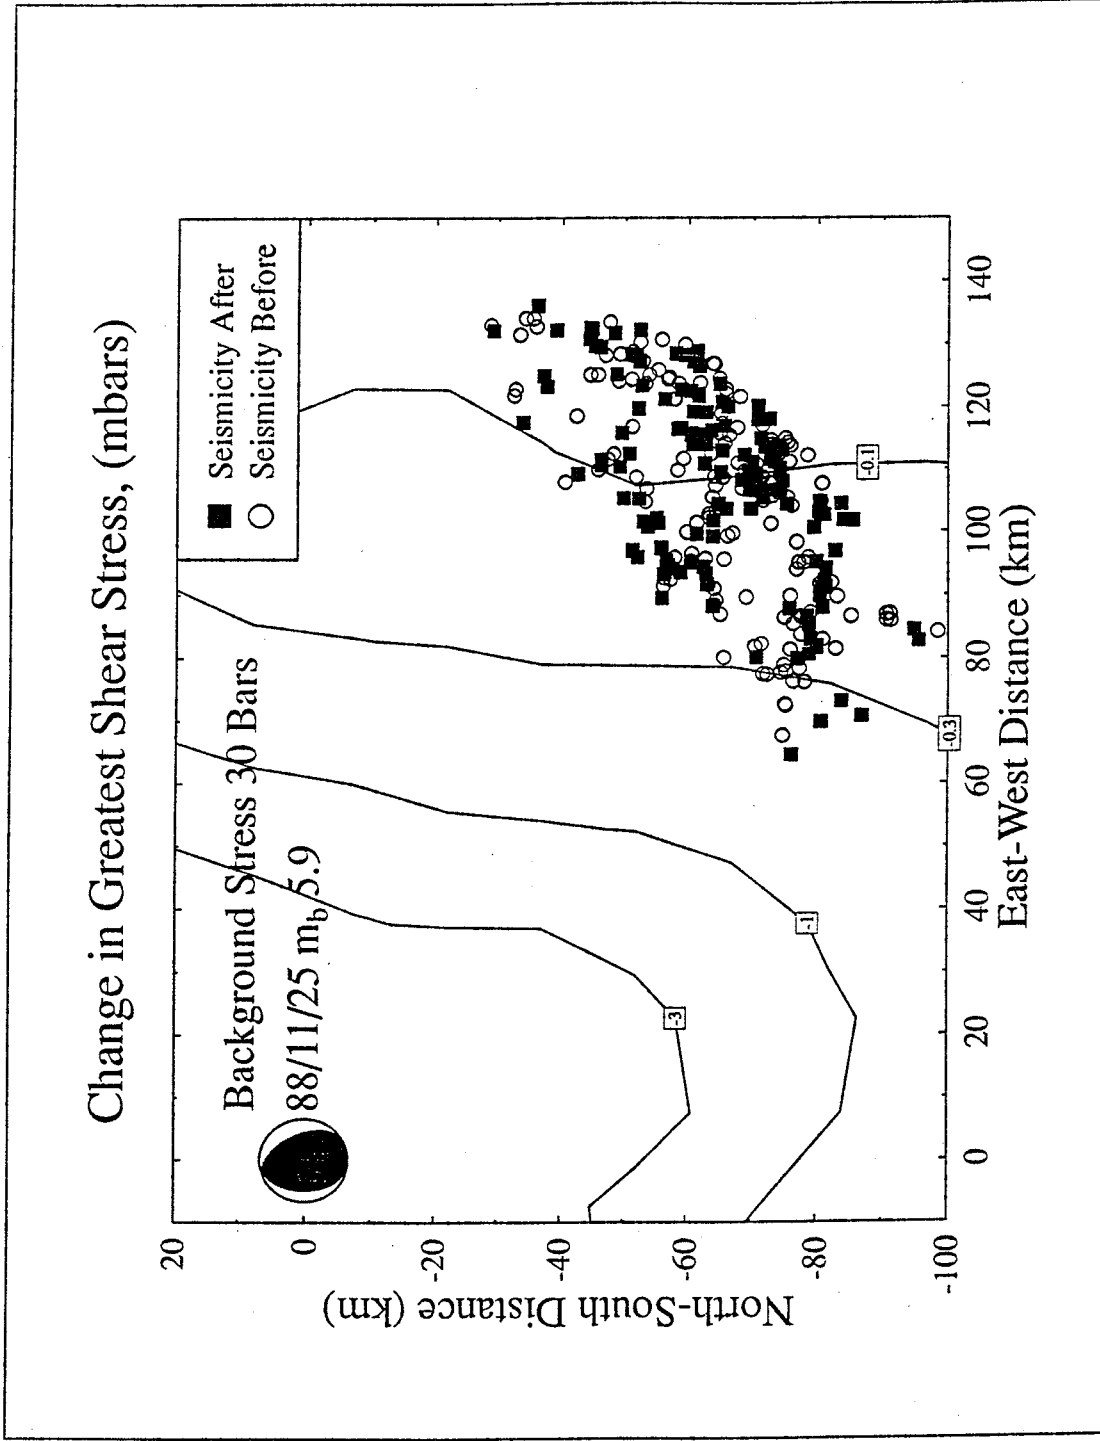 Change in Greatest Shear Stress, (mbars)
Seismicity After
Seismicity Before
Background Stress 30 Bars
88/11/25 mb 5.9
20
0
-20
-40
-60
-80
-100
North-South Distance (km)
-3
-1
-0.3
-0.1
0
20
40
60
80
100
120
140
East-West Distance (km)